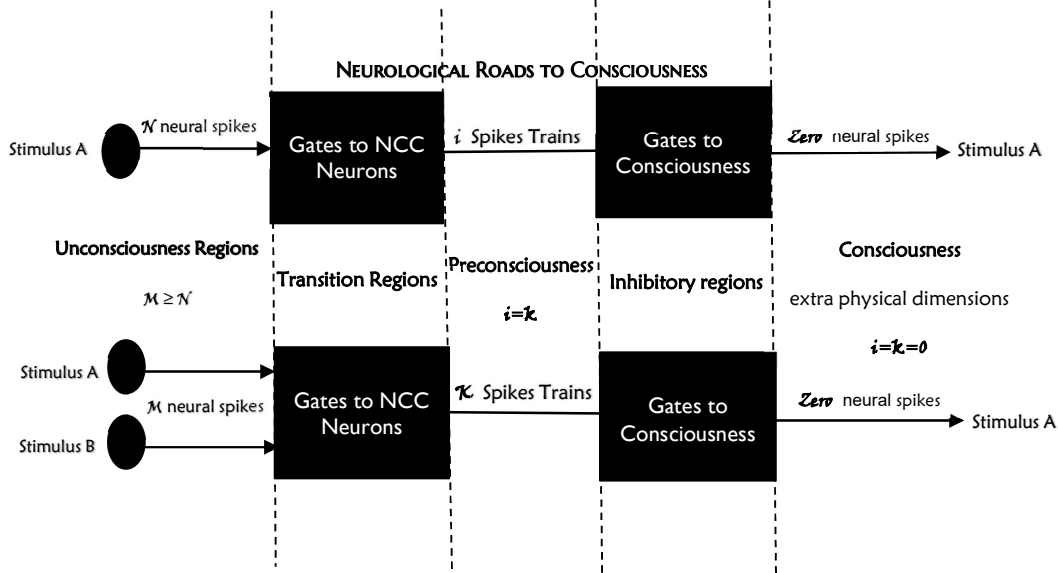 NEUROLOGICAL ROADS TO CONSCIOUSNESS
Stimulus A
N neural spikes
Gates to NCC
Neurons
i Spikes Trains
Gates to
Consciousness
Zero neural spikes
Stimulus A
Unconsciousness Regions
M ≥ N
Transition Regions
Preconsciousness
i=k
Inhibitory regions
Consciousness
extra physical dimensions
i=k=0
Stimulus A
M neural spikes
Stimulus B
Gates to NCC
Neurons
K Spikes Trains
Gates to
Consciousness
Zero neural spikes
Stimulus A